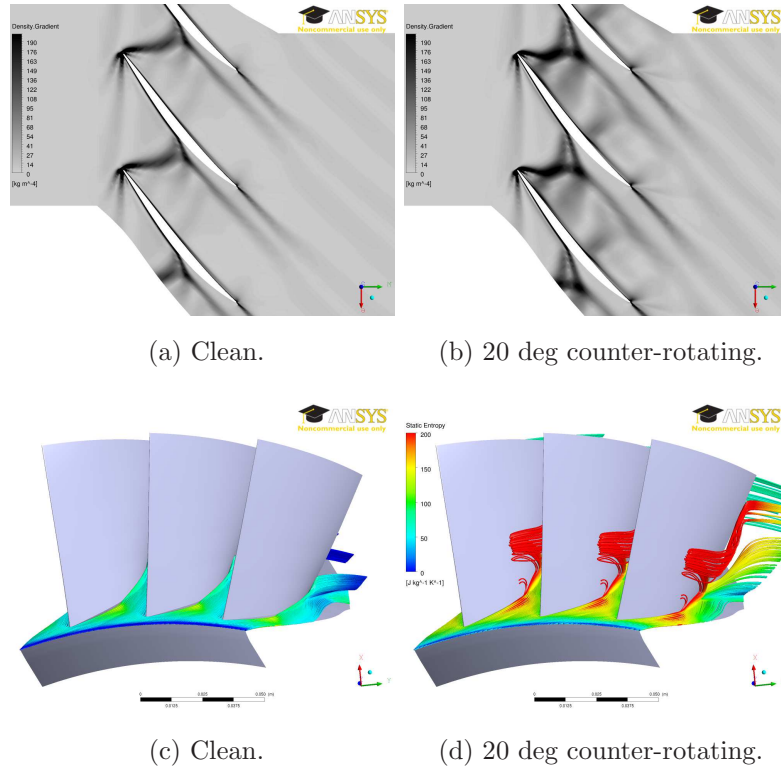 ANSYS
Noncommercial use only
Density.Gradient
190
176
163
149
136
122
108
95
81
68
54
41
27
14
0
[kg m^-4]
ANSYS
Noncommercial use only
Density.Gradient
190
176
163
149
136
122
108
95
81
68
54
41
27
14
0
[kg m^-4]
(a) Clean.
(b) 20 deg counter-rotating.
ANSYS
Noncommercial use only
0
0.025
0.050 (m)
0.0125
0.0375
X
Y
ANSYS
Noncommercial use only
Static Entropy
200
150
100
50
0
[J kg^-1 K^-1]
0
0.025
0.050 (m)
0.0125
0.0375
X
Y
(c) Clean.
(d) 20 deg counter-rotating.